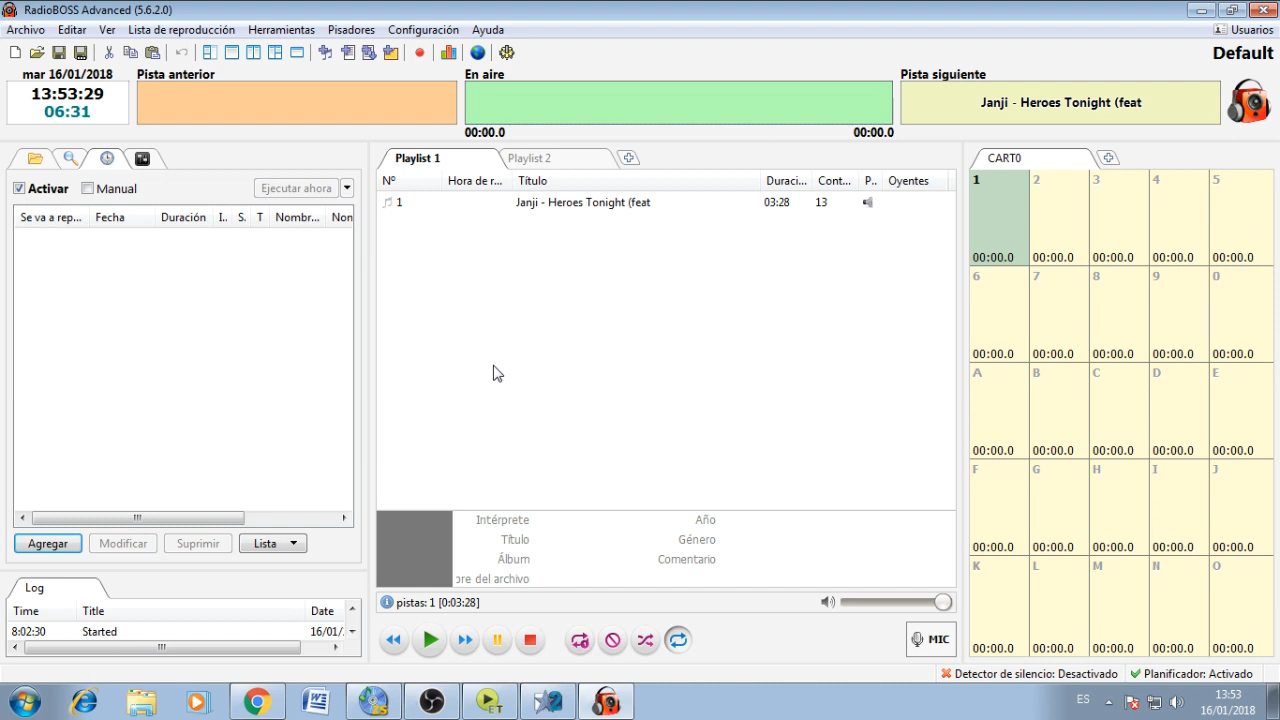 RadioBOSS Advanced (5.6.2.0)
Archivo Editar Ver Lista de reproducción Herramientas Pisadores Configuración Ayuda Usuarios
Default
mar 16/01/2018 Pista anterior En aire Pista siguiente
13:53:29
06:31
Janji - Heroes Tonight (feat
00:00.0 00:00.0
Playlist 1 Playlist 2 CART0
Activar Manual Ejecutar ahora
Nº Hora de r... Título Duraci... Cont... P.. Oyentes
Se va a rep... Fecha Duración I.. S. T Nombr... Non
1 Janji - Heroes Tonight (feat 03:28 13
1 2 3 4 5
00:00.0 00:00.0 00:00.0 00:00.0 00:00.0
6 7 8 9 0
00:00.0 00:00.0 00:00.0 00:00.0 00:00.0
A B C D E
00:00.0 00:00.0 00:00.0 00:00.0 00:00.0
F G H I J
00:00.0 00:00.0 00:00.0 00:00.0 00:00.0
K L M N O
00:00.0 00:00.0 00:00.0 00:00.0 00:00.0
Agregar Modificar Suprimir Lista
Intérprete Año
Título Género
Álbum Comentario
bre del archivo
Log
Time Title Date
8:02:30 Started 16/01/
pistas: 1 [0:03:28]
MIC
Detector de silencio: Desactivado Planificador: Activado
ES 13:53
16/01/2018